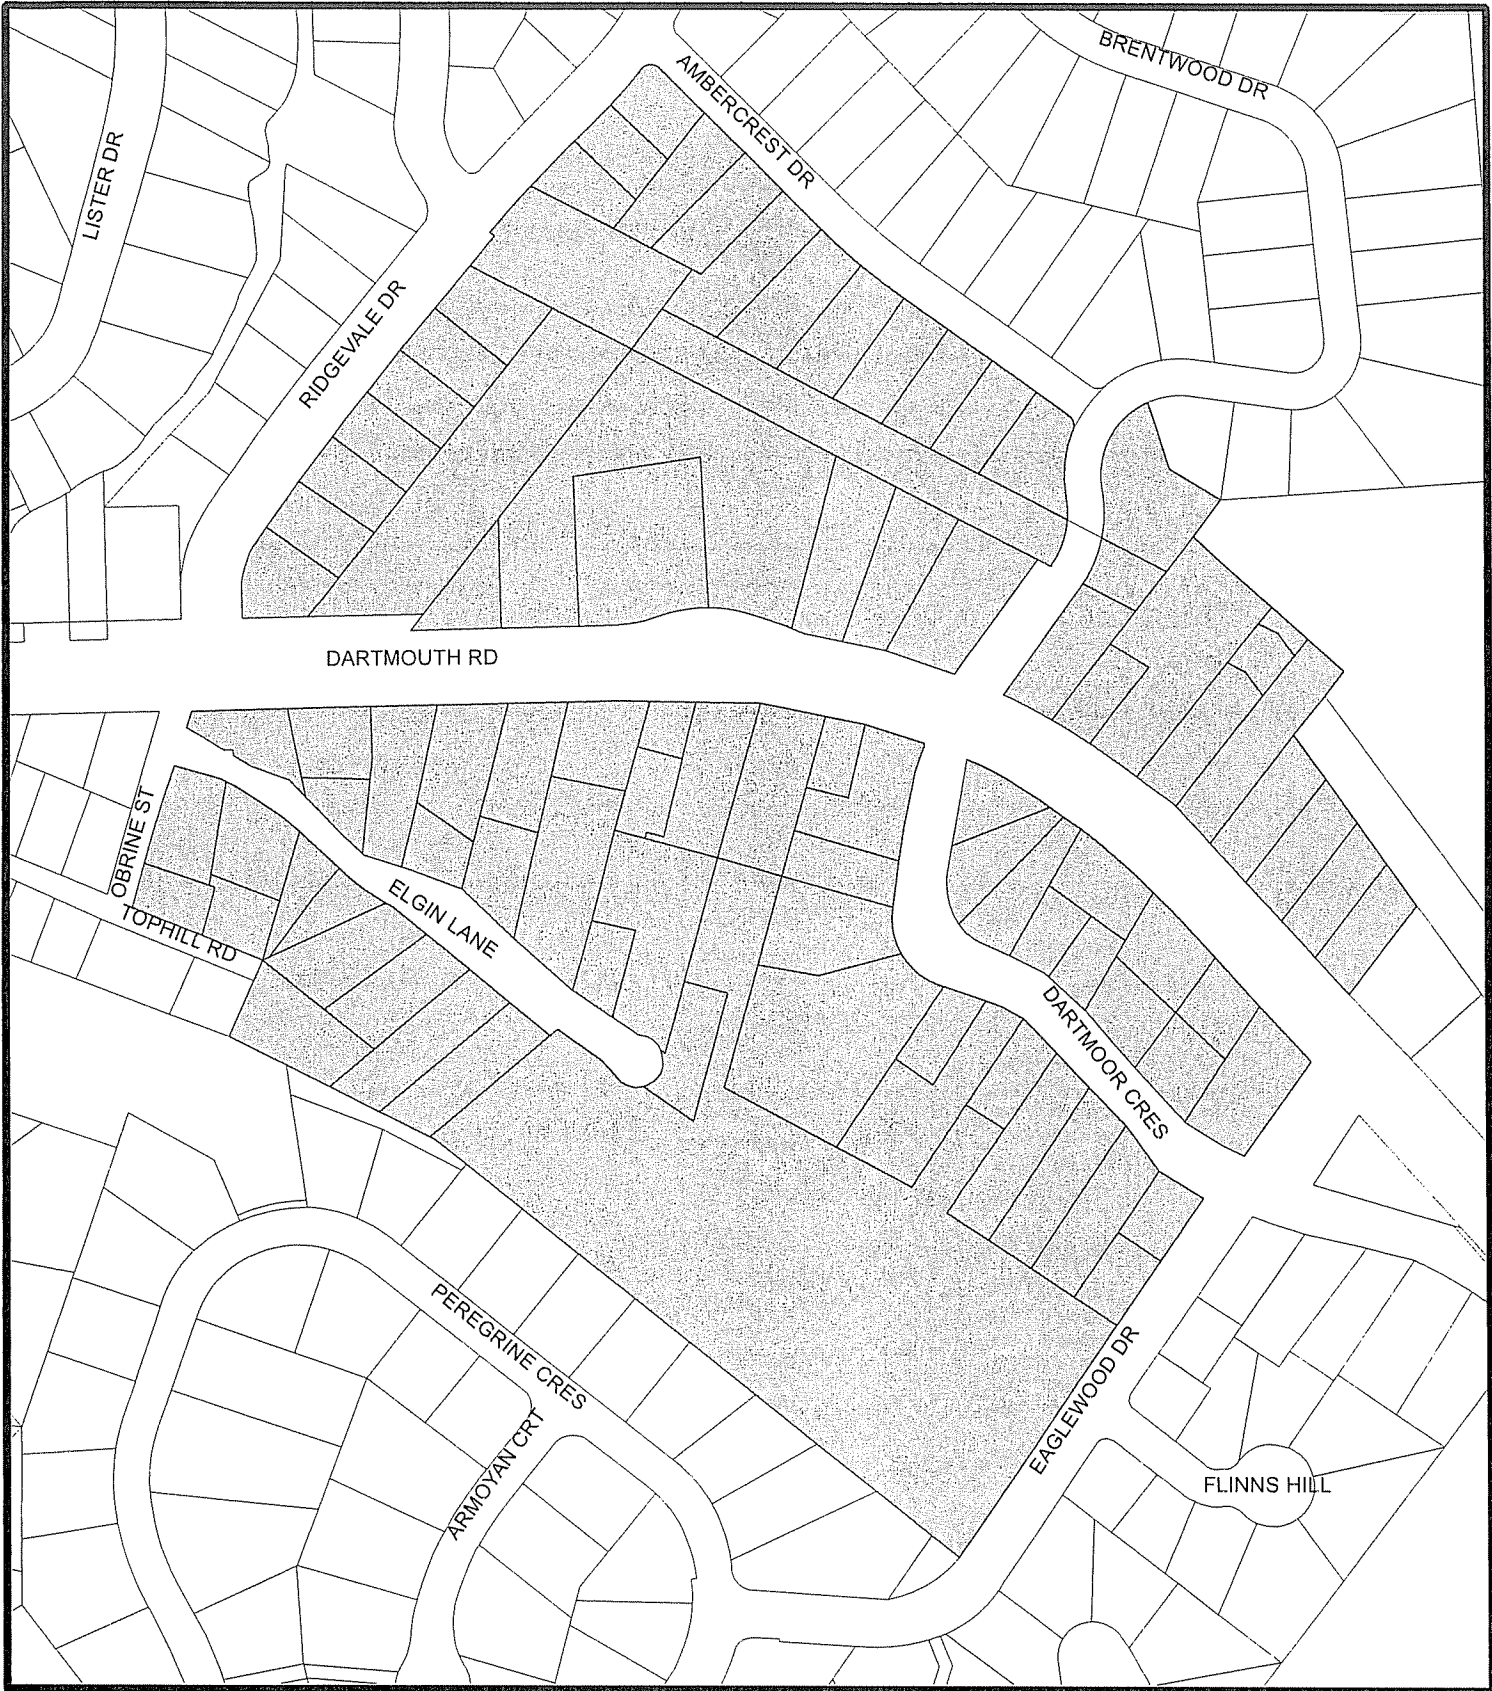 BRENTWOOD DR
AMBERCREST DR
LISTER DR
RIDGEVALE DR
DARTMOUTH RD
OBRINE ST
ELGIN LANE
TOPHILL RD
DARTMOOR CRES
PEREGRINE CRES
EAGLEWOOD DR
ARMOYAN CRT
FLINNS HILL